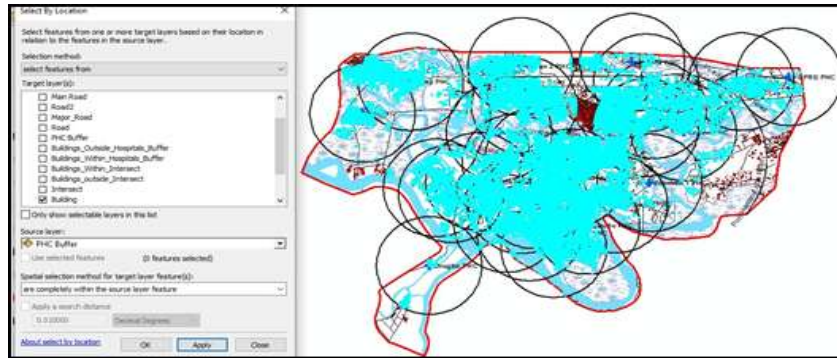 Select By Location
Select features from one or more target layers based on their location in
relation to the features in the source layer.
Selection method:
select features from
Target layer(s):
Main Road
Road2
Major_Road
Road
PHC Buffer
Buildings_Outside_Hospitals_Buffer
Buildings_Within_Hospitals_Buffer
Buildings_Within_Intersect
Buildings_outside_Intersect
Intersect
Building
Only show selectable layers in this list
Source layer:
PHC Buffer
Use selected features (0 features selected)
Spatial selection method for target layer feature(s):
are completely within the source layer feature
Apply a search distance
Decimal Degrees
About select by location OK Apply Close
PHC